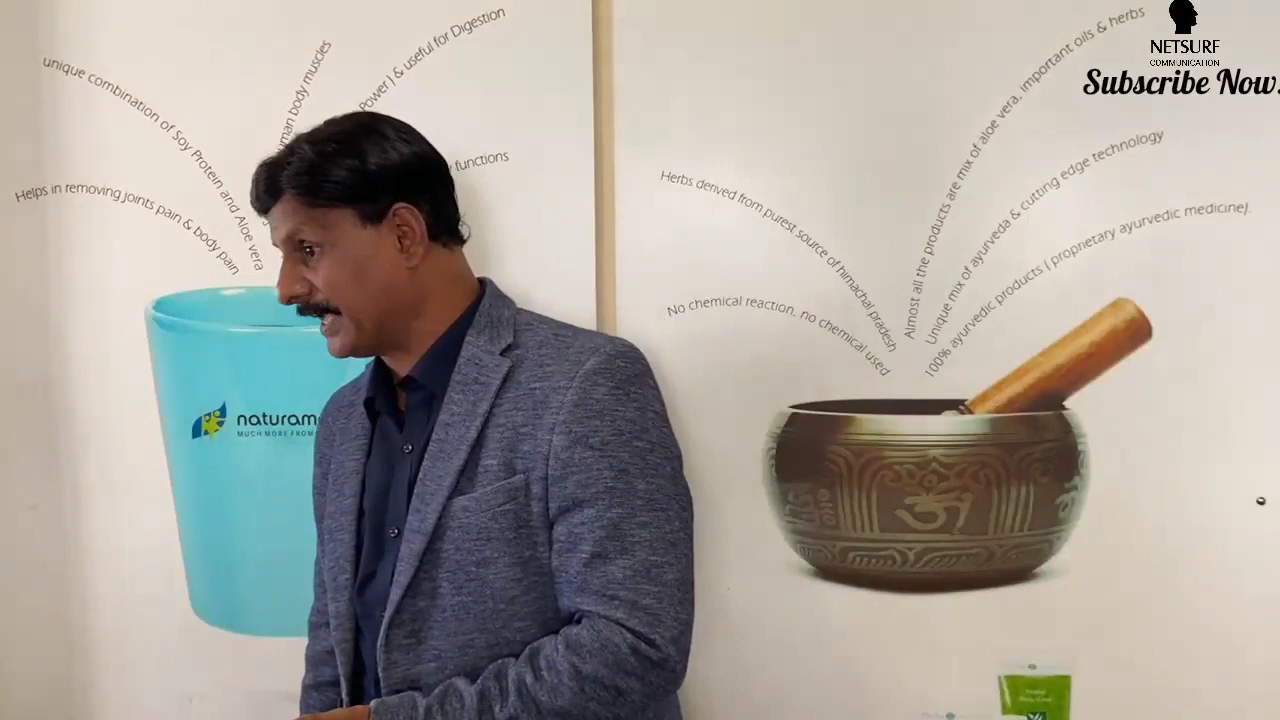 unique combination of Soy Protein and Aloe vera
Helps in removing joints pain & body pain
man body muscles
Power ) & useful for Digestion
functions
MUCH MORE FROM
Herbs derived from purest source of himachal pradesh
No chemical reaction, no chemical used
Almost all the products are mix of aloe vera, important oils & herbs
Unique mix of ayurveda & cutting edge technology
100% ayurvedic products ( proprietary ayurvedic medicine).
NETSURF
COMMUNICATION
Subscribe Now.